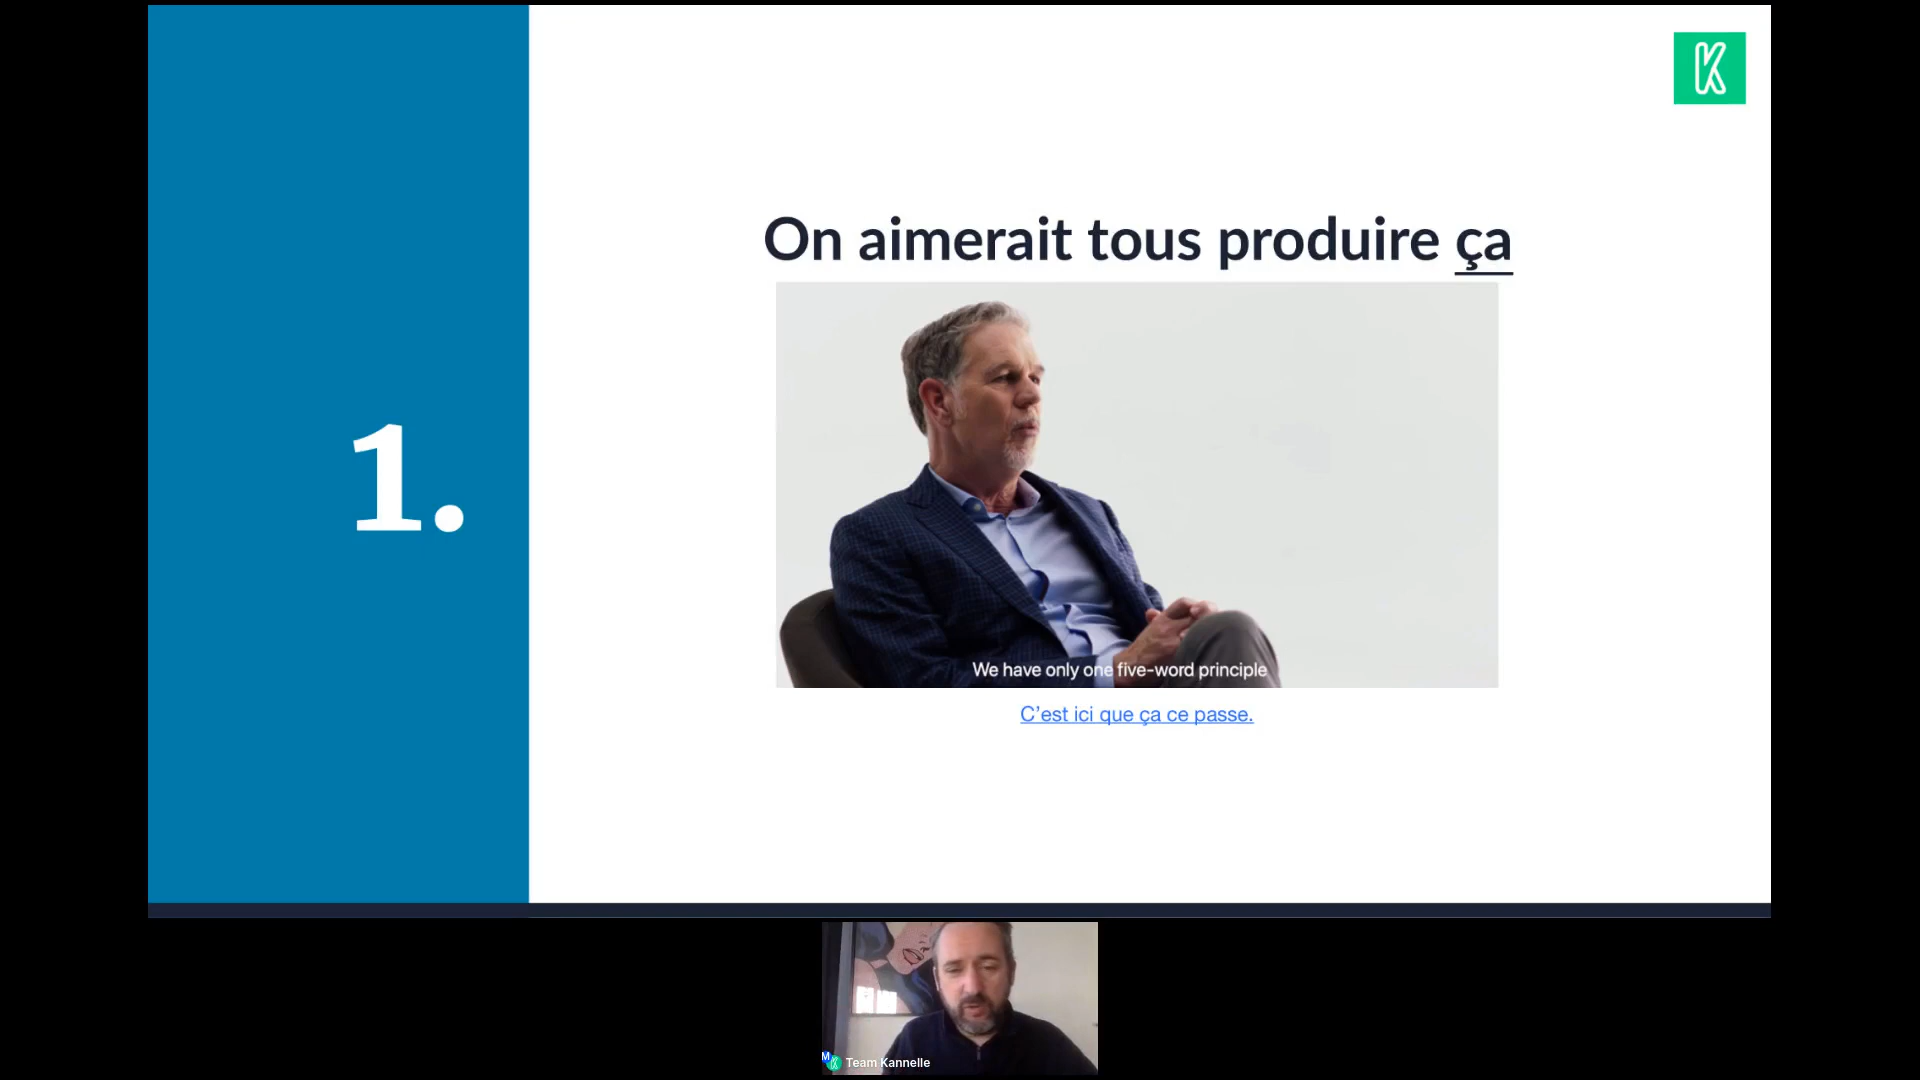 K
1.
On aimerait tous produire ça
We have only one five-word principle
C’est ici que ça ce passe.
M
Team Kannelle